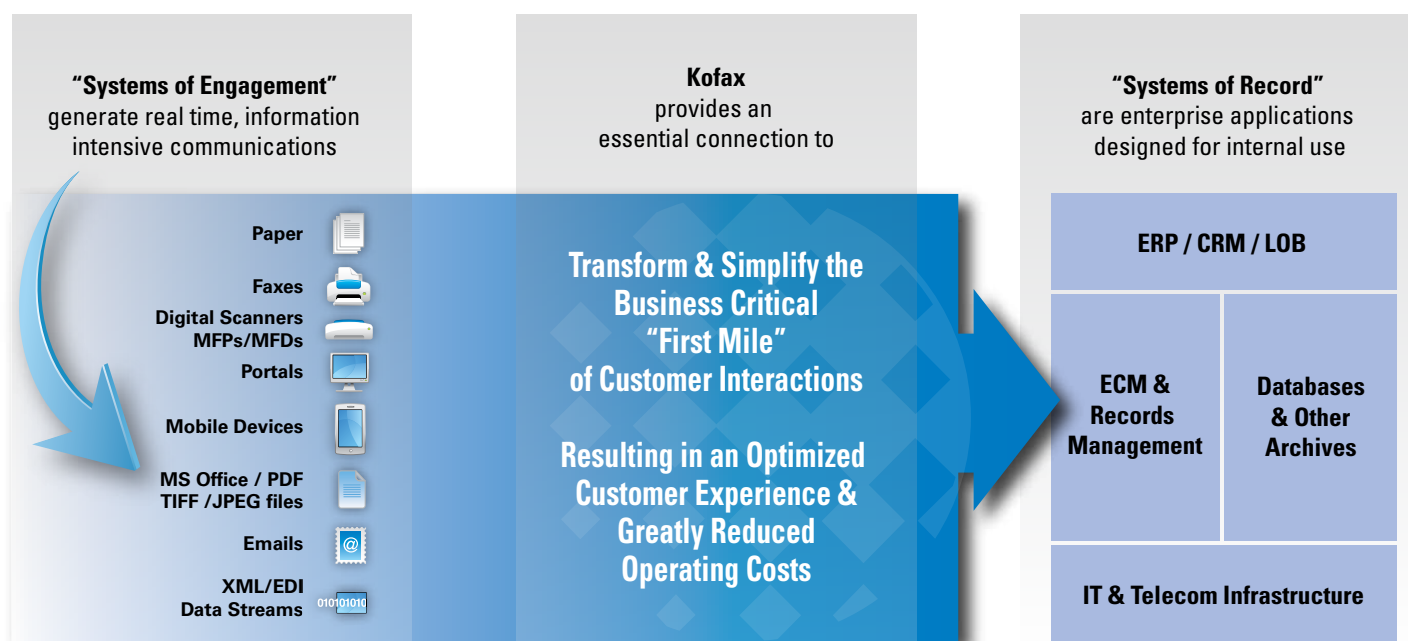 “Systems of Engagement”
generate real time, information
intensive communications
Kofax
provides an
essential connection to
“Systems of Record”
are enterprise applications
designed for internal use
Paper
Faxes
Digital Scanners
MFPs/MFDs
Portals
Mobile Devices
MS Office / PDF
TIFF /JPEG files
Emails
@
XML/EDI
Data Streams
010101010
Transform & Simplify the
Business Critical
“First Mile”
of Customer Interactions
Resulting in an Optimized
Customer Experience &
Greatly Reduced
Operating Costs
ERP / CRM / LOB
ECM &
Records
Management
Databases
& Other
Archives
IT & Telecom Infrastructure